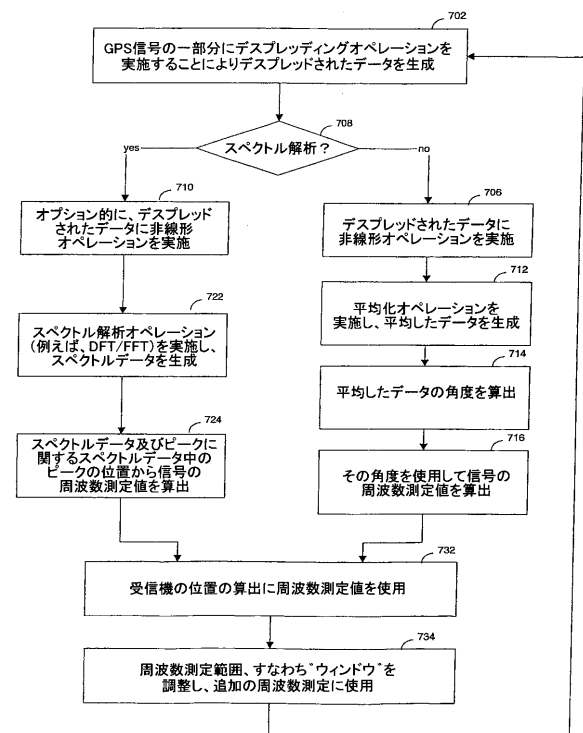 702
GPS信号の一部分にデスプレッディングオペレーションを
実施することによりデスプレッドされたデータを生成
708
スペクトル解析？
yes
no
710
オプション的に、デスプレッド
されたデータに非線形
オペレーションを実施
706
デスプレッドされたデータに
非線形オペレーションを実施
712
平均化オペレーションを
実施し、平均したデータを生成
722
スペクトル解析オペレーション
(例えば、DFT/FFT)を実施し、
スペクトルデータを生成
714
平均したデータの角度を算出
724
スペクトルデータ及びピークに
関するスペクトルデータ中の
ピークの位置から信号の
周波数測定値を算出
716
その角度を使用して信号の
周波数測定値を算出
732
受信機の位置の算出に周波数測定値を使用
734
周波数測定範囲、すなわち“ウィンドウ”を
調整し、追加の周波数測定に使用